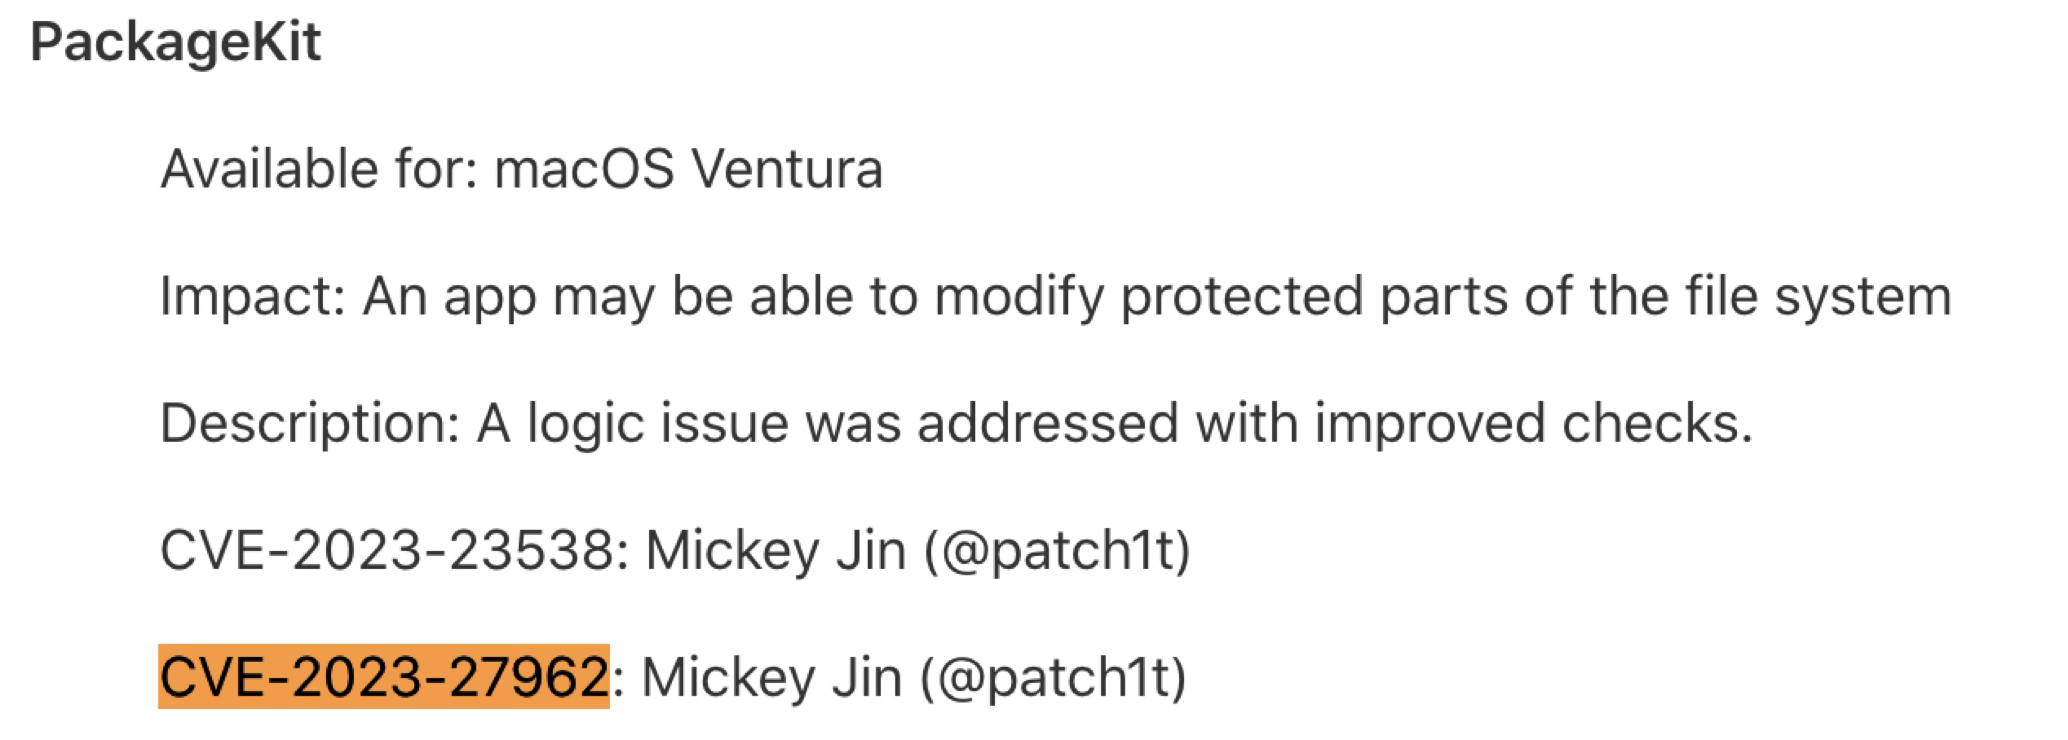 PackageKit
Available for: macOS Ventura
Impact: An app may be able to modify protected parts of the file system
Description: A logic issue was addressed with improved checks.
CVE-2023-23538: Mickey Jin (@patch1t)
CVE-2023-27962: Mickey Jin (@patch1t)